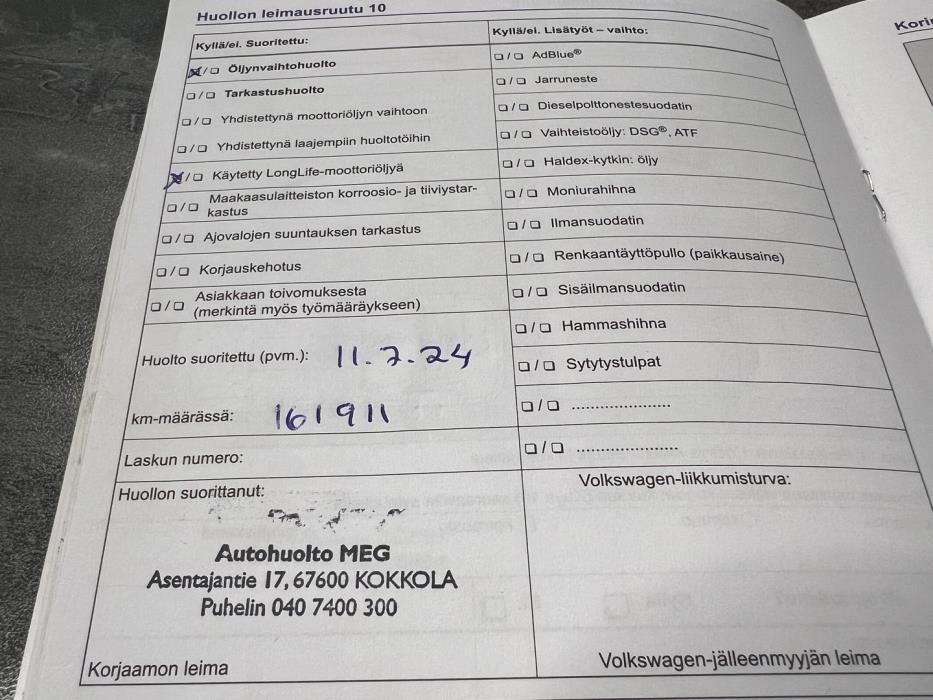 Huollon leimausruutu 10
Kyllä/ei. Suoritettu:
Öljynvaihtohuolto
Tarkastushuolto
Yhdistettynä moottoriöljyn vaihtoon
Yhdistettynä laajempiin huoltotöihin
Käytetty LongLife-moottoriöljyä
Maakaasulaitteiston korroosio- ja tiiviystar-
kastus
Ajovalojen suuntauksen tarkastus
Korjauskehotus
Asiakkaan toivomuksesta
(merkintä myös työmääräykseen)
Huolto suoritettu (pvm.): 11.7.24
km-määrässä: 161911
Laskun numero:
Huollon suorittanut:
Autohuolto MEG
Asentajantie 17, 67600 KOKKOLA
Puhelin 040 7400 300
Korjaamon leima
Kyllä/ei. Lisätyöt – vaihto:
AdBlue®
Jarruneste
Dieselpolttonestesuodatin
Vaihteistoöljy: DSG®, ATF
Haldex-kytkin: öljy
Moniurahihna
Ilmansuodatin
Renkaantäyttöpullo (paikkausaine)
Sisäilmansuodatin
Hammashihna
Sytytystulpat
Volkswagen-liikkumisturva:
Volkswagen-jälleenmyyjän leima